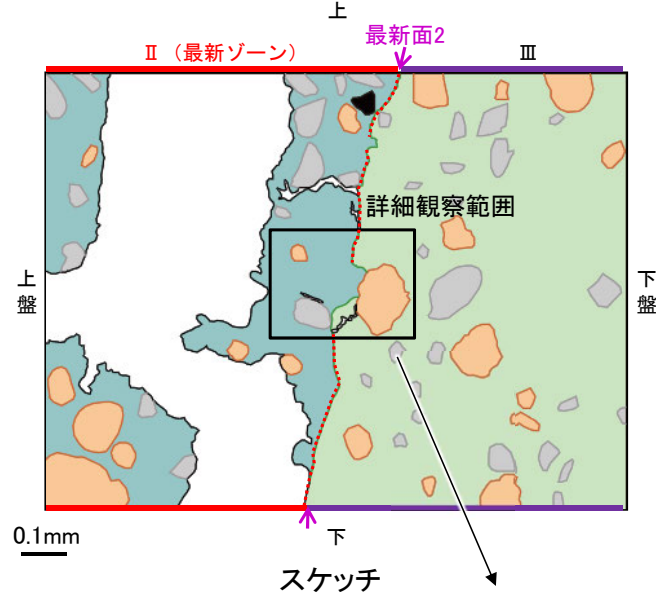 上
最新面2
Ⅱ（最新ゾーン）
Ⅲ
詳細観察範囲
上盤
下盤
0.1mm
下
スケッチ